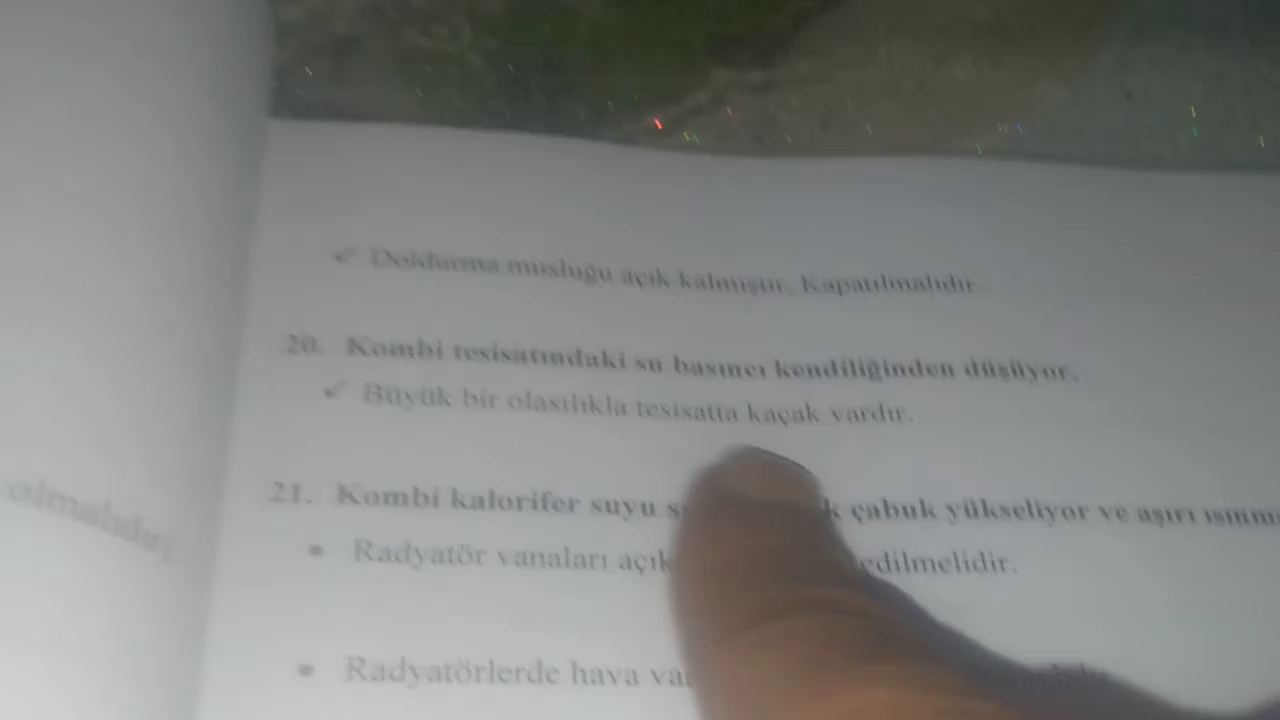 ✓ Doldurma musluğu açık kalmıştır. Kapatılmalıdır
20. Kombi tesisatındaki su basıncı kendiliğinden düşüyor.
✓ Büyük bir olasılıkla tesisatta kaçak vardır.
21. Kombi kalorifer suyu çabuk yükseliyor ve aşırı
• Radyatör vanaları açık edilmelidir.
• Radyatörlerde hava
olmalıdır